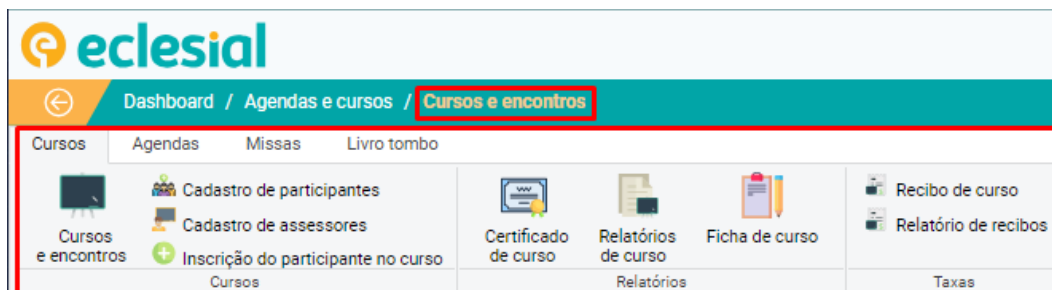 eclesial
Dashboard / Agendas e cursos / Cursos e encontros
Cursos Agendas Missas Livro tombo
Cursos
e encontros
Cadastro de participantes
Cadastro de assessores
Inscrição do participante no curso
Cursos
Certificado
de curso
Relatórios
de curso
Ficha de curso
Relatórios
Recibo de curso
Relatório de recibos
Taxas